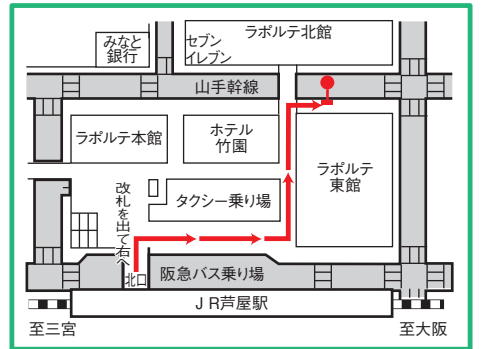 ラポルテ北館
みなと
銀行
セブン
イレブン
山手幹線
ラポルテ本館
ホテル
竹園
ラポルテ
東館
改札を出て右へ
タクシー乗り場
北口
阪急バス乗り場
JR芦屋駅
至三宮
至大阪